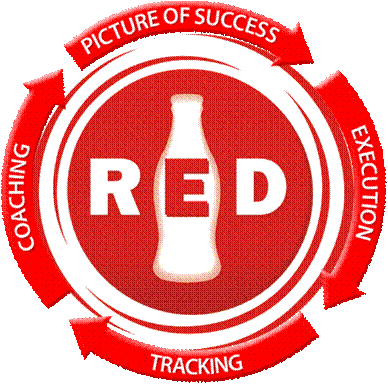 PICTURE OF SUCCESS
EXECUTION
TRACKING
COACHING
RED